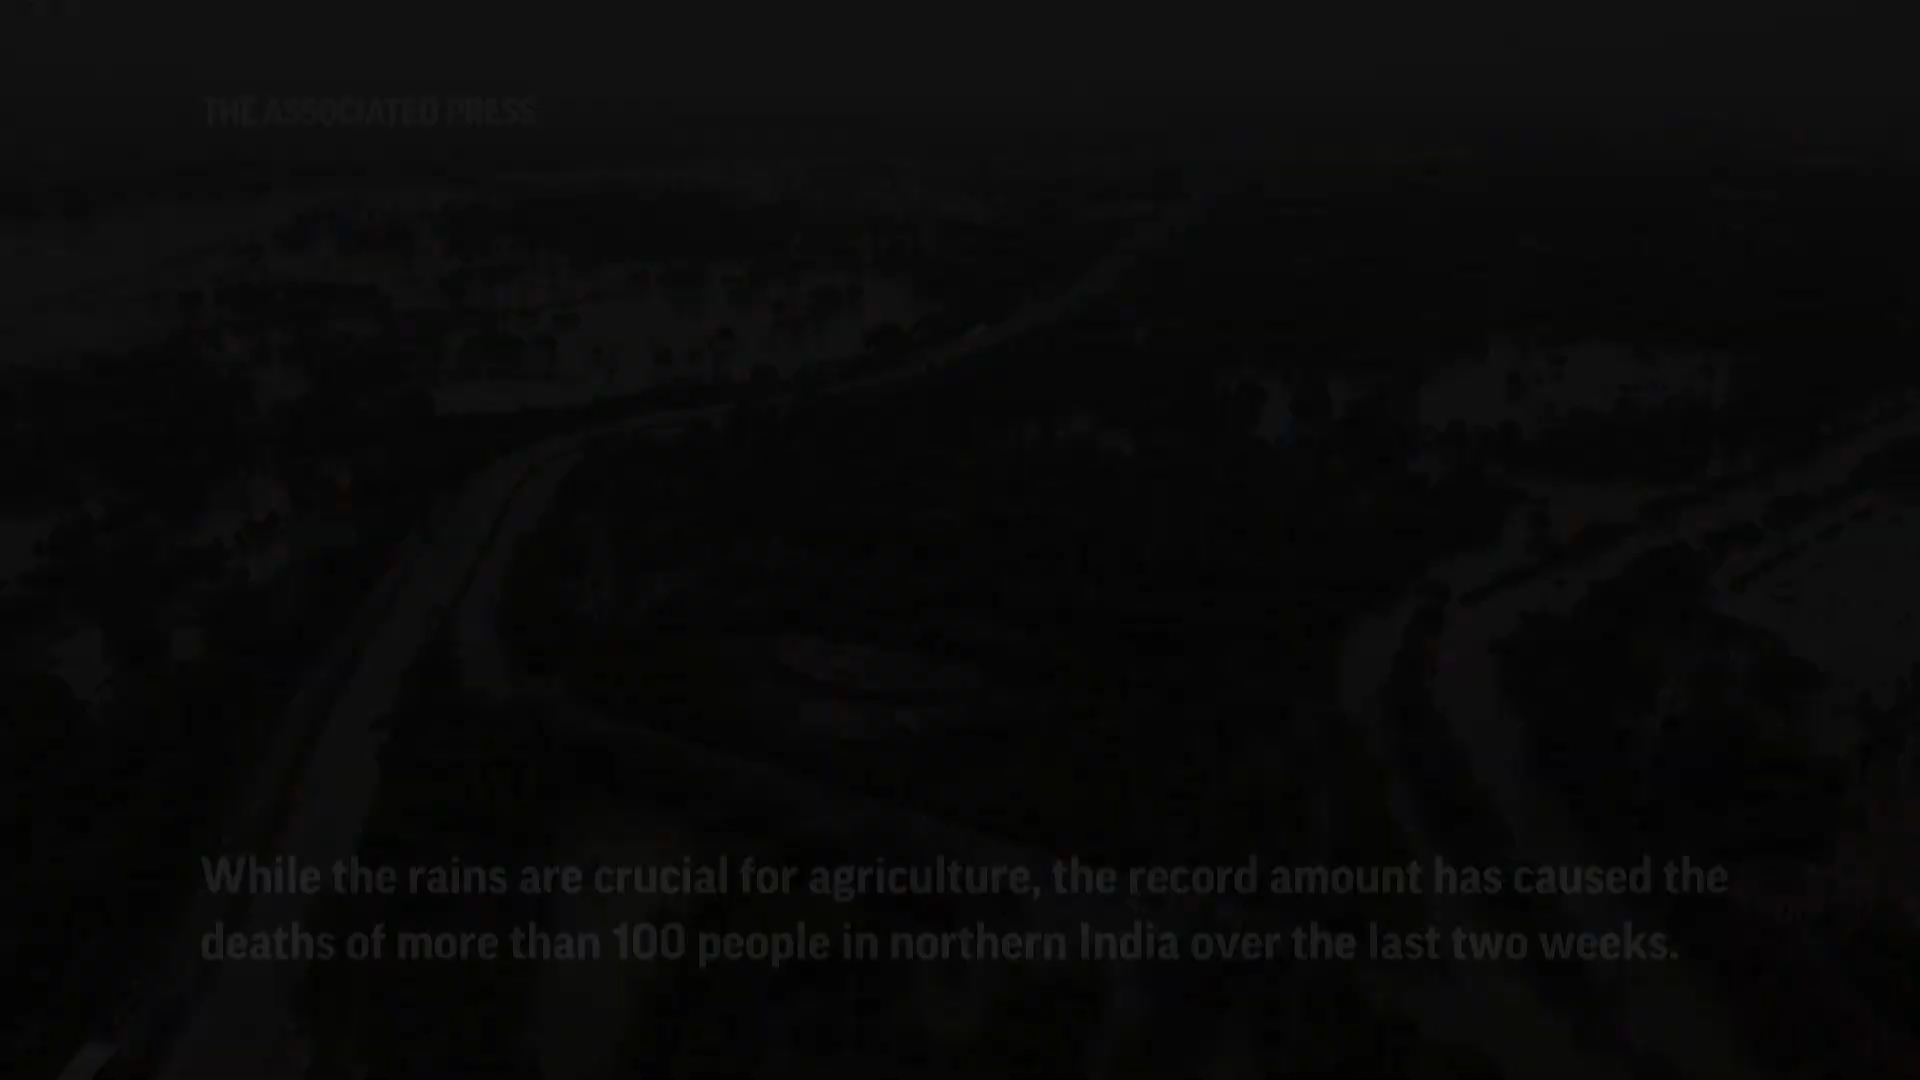 THE ASSOCIATED PRESS
While the rains are crucial for agriculture, the record amount has caused the
deaths of more than 100 people in northern India over the last two weeks.